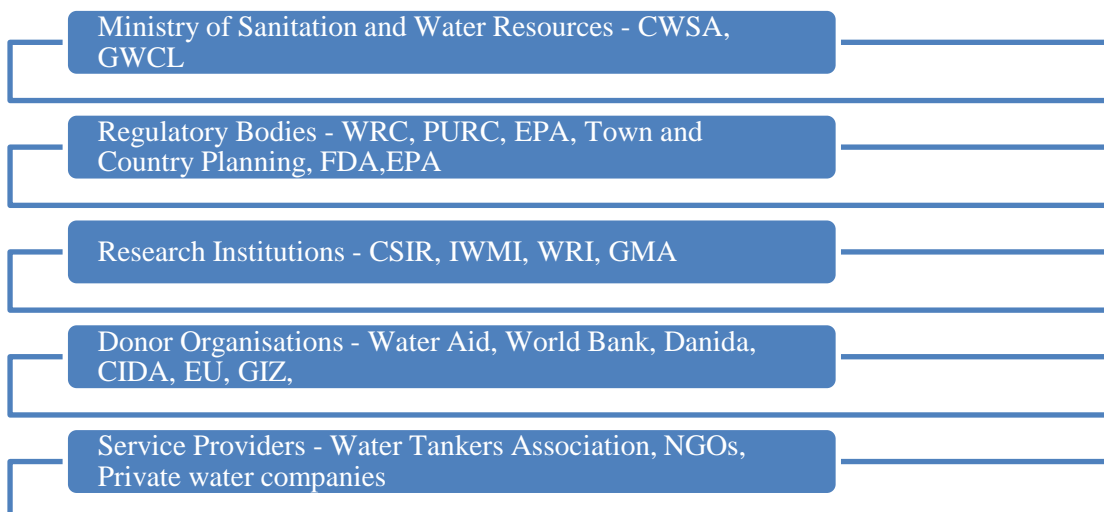 Ministry of Sanitation and Water Resources - CWSA,
GWCL
Regulatory Bodies - WRC, PURC, EPA, Town and
Country Planning, FDA,EPA
Research Institutions - CSIR, IWMI, WRI, GMA
Donor Organisations - Water Aid, World Bank, Danida,
CIDA, EU, GIZ,
Service Providers - Water Tankers Association, NGOs,
Private water companies